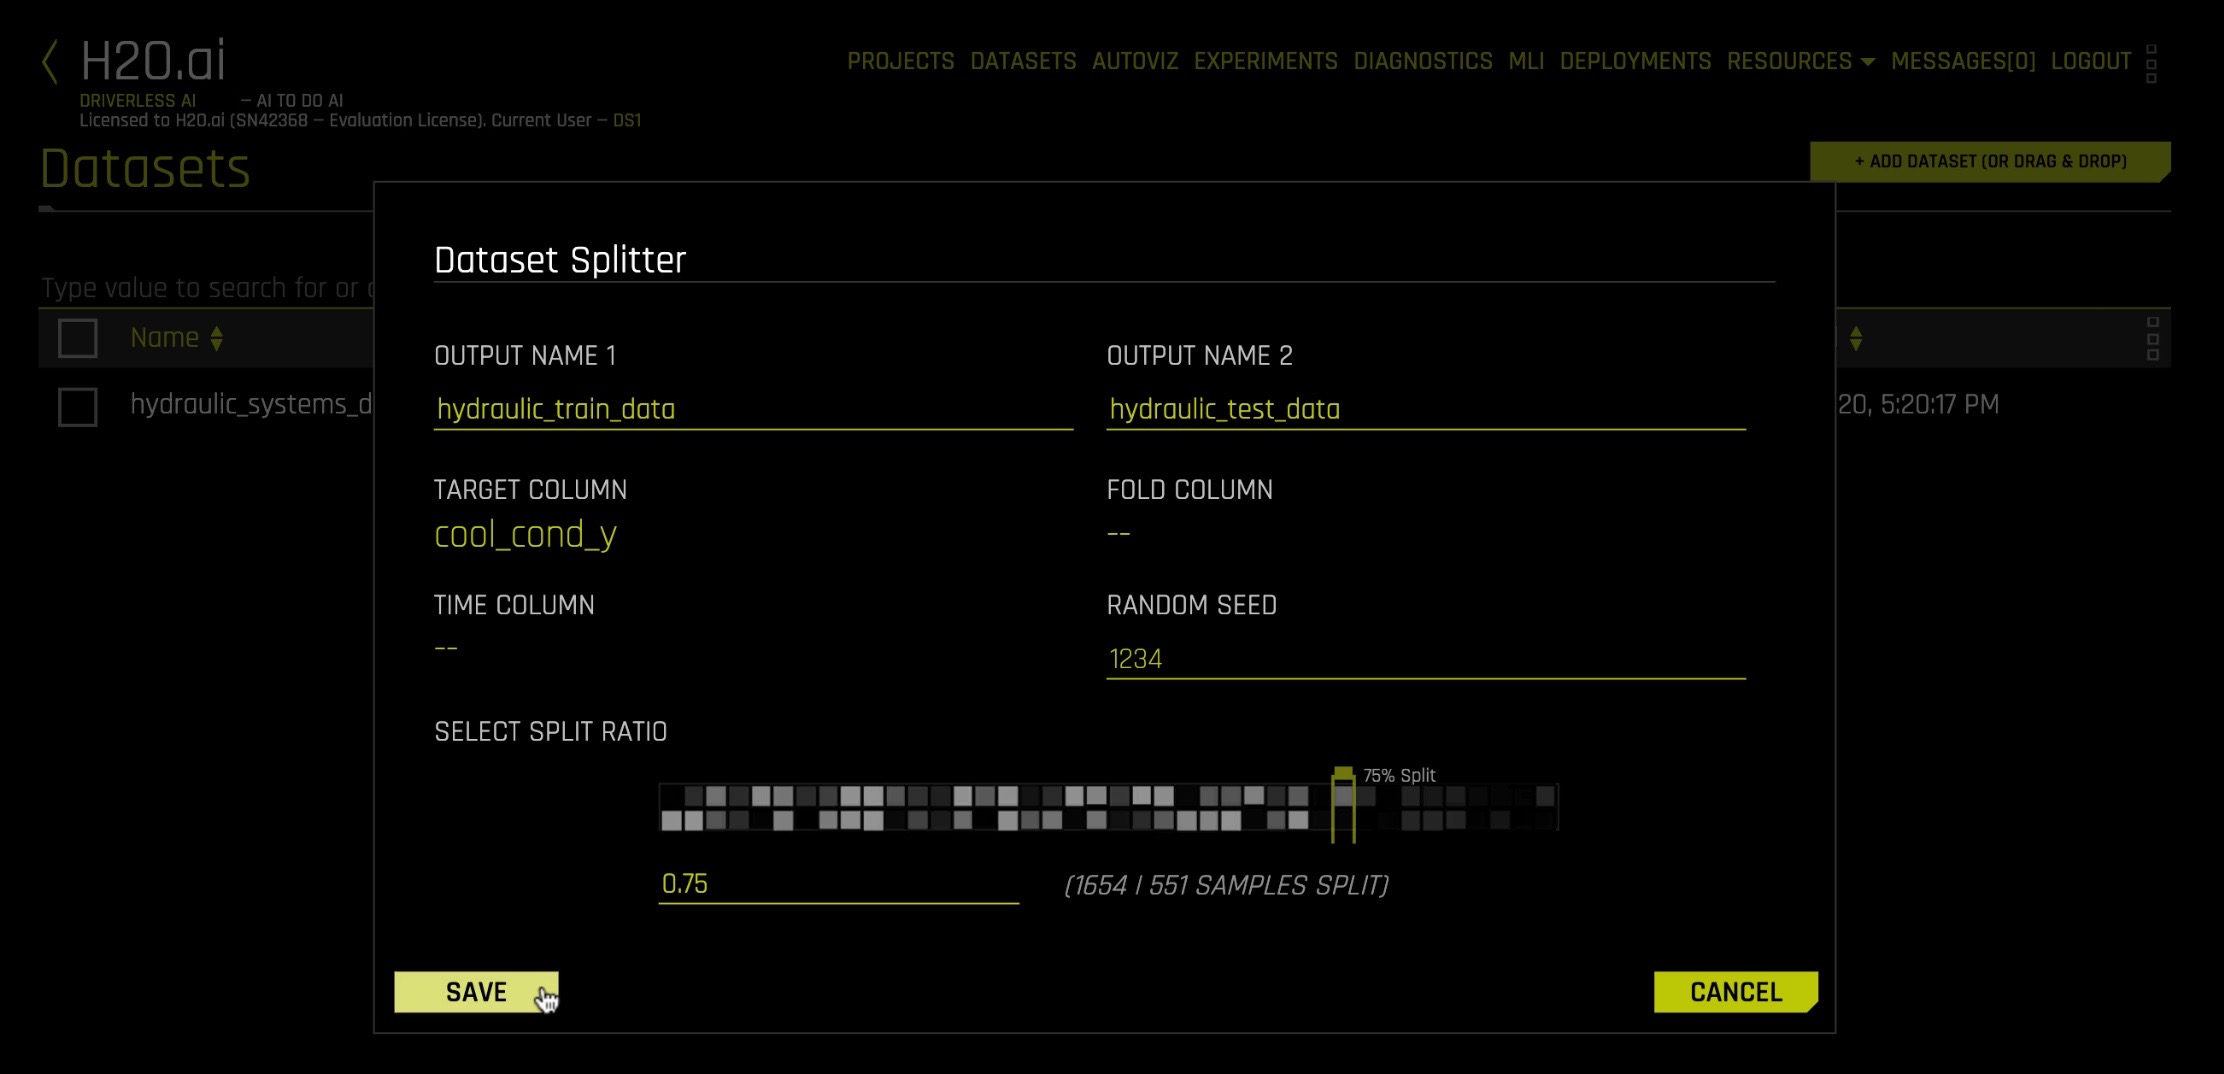 H2O.ai
PROJECTS DATASETS AUTOVIZ EXPERIMENTS DIAGNOSTICS MLI DEPLOYMENTS RESOURCES MESSAGES[0] LOGOUT
DRIVERLESS AI — AI TO DO AI
Licensed to H2O.ai (SN42368 — Evaluation License). Current User — DS1
Datasets
+ ADD DATASET (OR DRAG & DROP)
Dataset Splitter
Type value to search for or
Name
OUTPUT NAME 1
OUTPUT NAME 2
hydraulic_systems_d
hydraulic_train_data
hydraulic_test_data
20, 5:20:17 PM
TARGET COLUMN
FOLD COLUMN
cool_cond_y
--
TIME COLUMN
RANDOM SEED
--
1234
SELECT SPLIT RATIO
75% Split
0.75
(1654 | 551 SAMPLES SPLIT)
SAVE
CANCEL